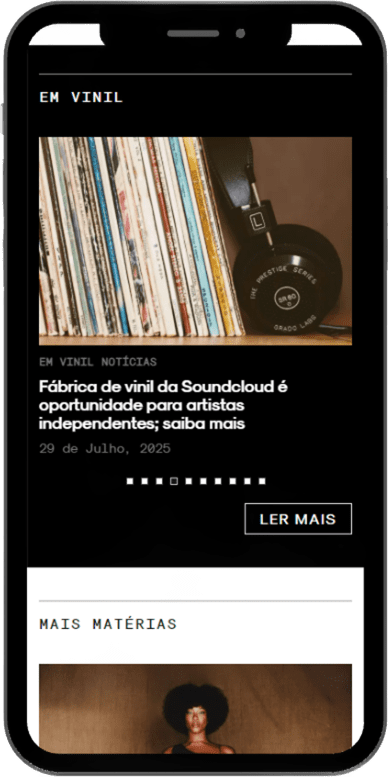 EM VINIL
L
THE PRESTIGE SERIES
GRADO LABS
EM VINIL NOTÍCIAS
Fábrica de vinil da Soundcloud é
oportunidade para artistas
independentes; saiba mais
29 de Julho, 2025
LER MAIS
MAIS MATÉRIAS